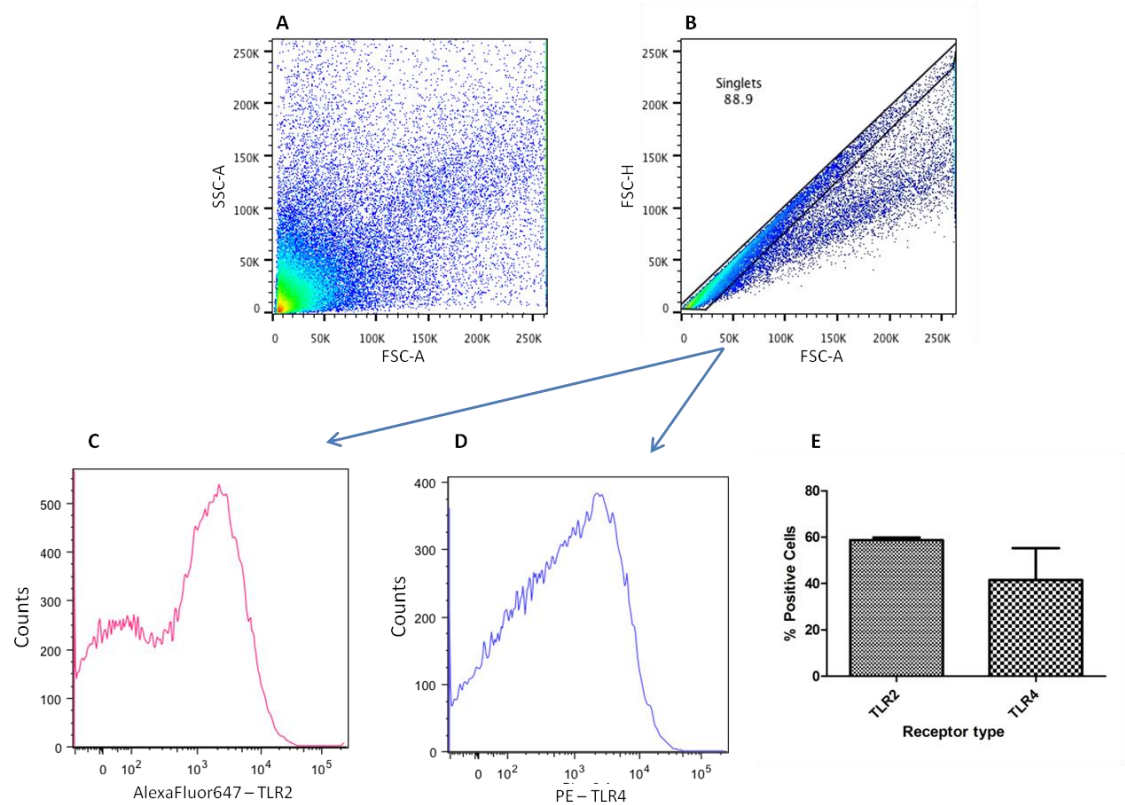 A
250K
200K
150K
100K
50K
0
SSC-A
0 50K 100K 150K 200K 250K
FSC-A
B
Singlets
88.9
250K
200K
150K
100K
50K
0
FSC-H
0 50K 100K 150K 200K 250K
FSC-A
C
500
400
300
200
100
0
Counts
0 10² 10³ 10⁴ 10⁵
AlexaFluor647 – TLR2
D
400
300
200
100
0
Counts
0 10² 10³ 10⁴ 10⁵
PE – TLR4
E
80
60
40
20
0
% Positive Cells
TLR2 TLR4
Receptor type